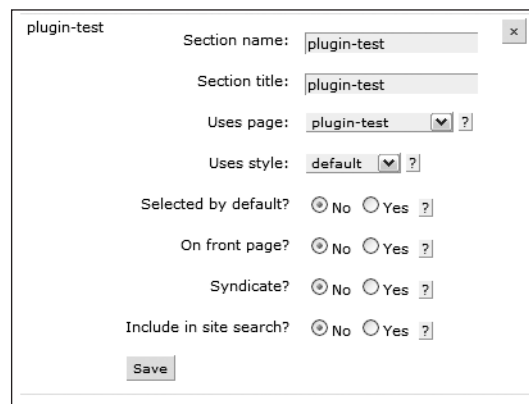 plugin-test
Section name: plugin-test ×
Section title: plugin-test
Uses page: plugin-test ?
Uses style: default ?
Selected by default? No Yes ?
On front page? No Yes ?
Syndicate? No Yes ?
Include in site search? No Yes ?
Save